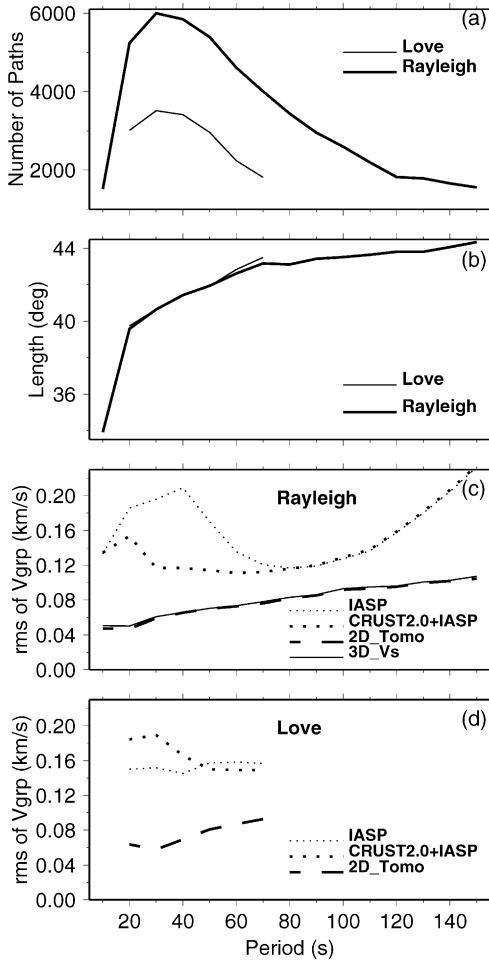 (a)
6000
4000
2000
Number of Paths
Love
Rayleigh
(b)
44
40
36
Length (deg)
Love
Rayleigh
(c)
Rayleigh
0.20
0.16
0.12
0.08
0.04
0.00
rms of Vgrp (km/s)
IASP
CRUST2.0+IASP
2D_Tomo
3D_Vs
(d)
Love
0.20
0.16
0.12
0.08
0.04
0.00
rms of Vgrp (km/s)
IASP
CRUST2.0+IASP
2D_Tomo
20 40 60 80 100 120 140
Period (s)